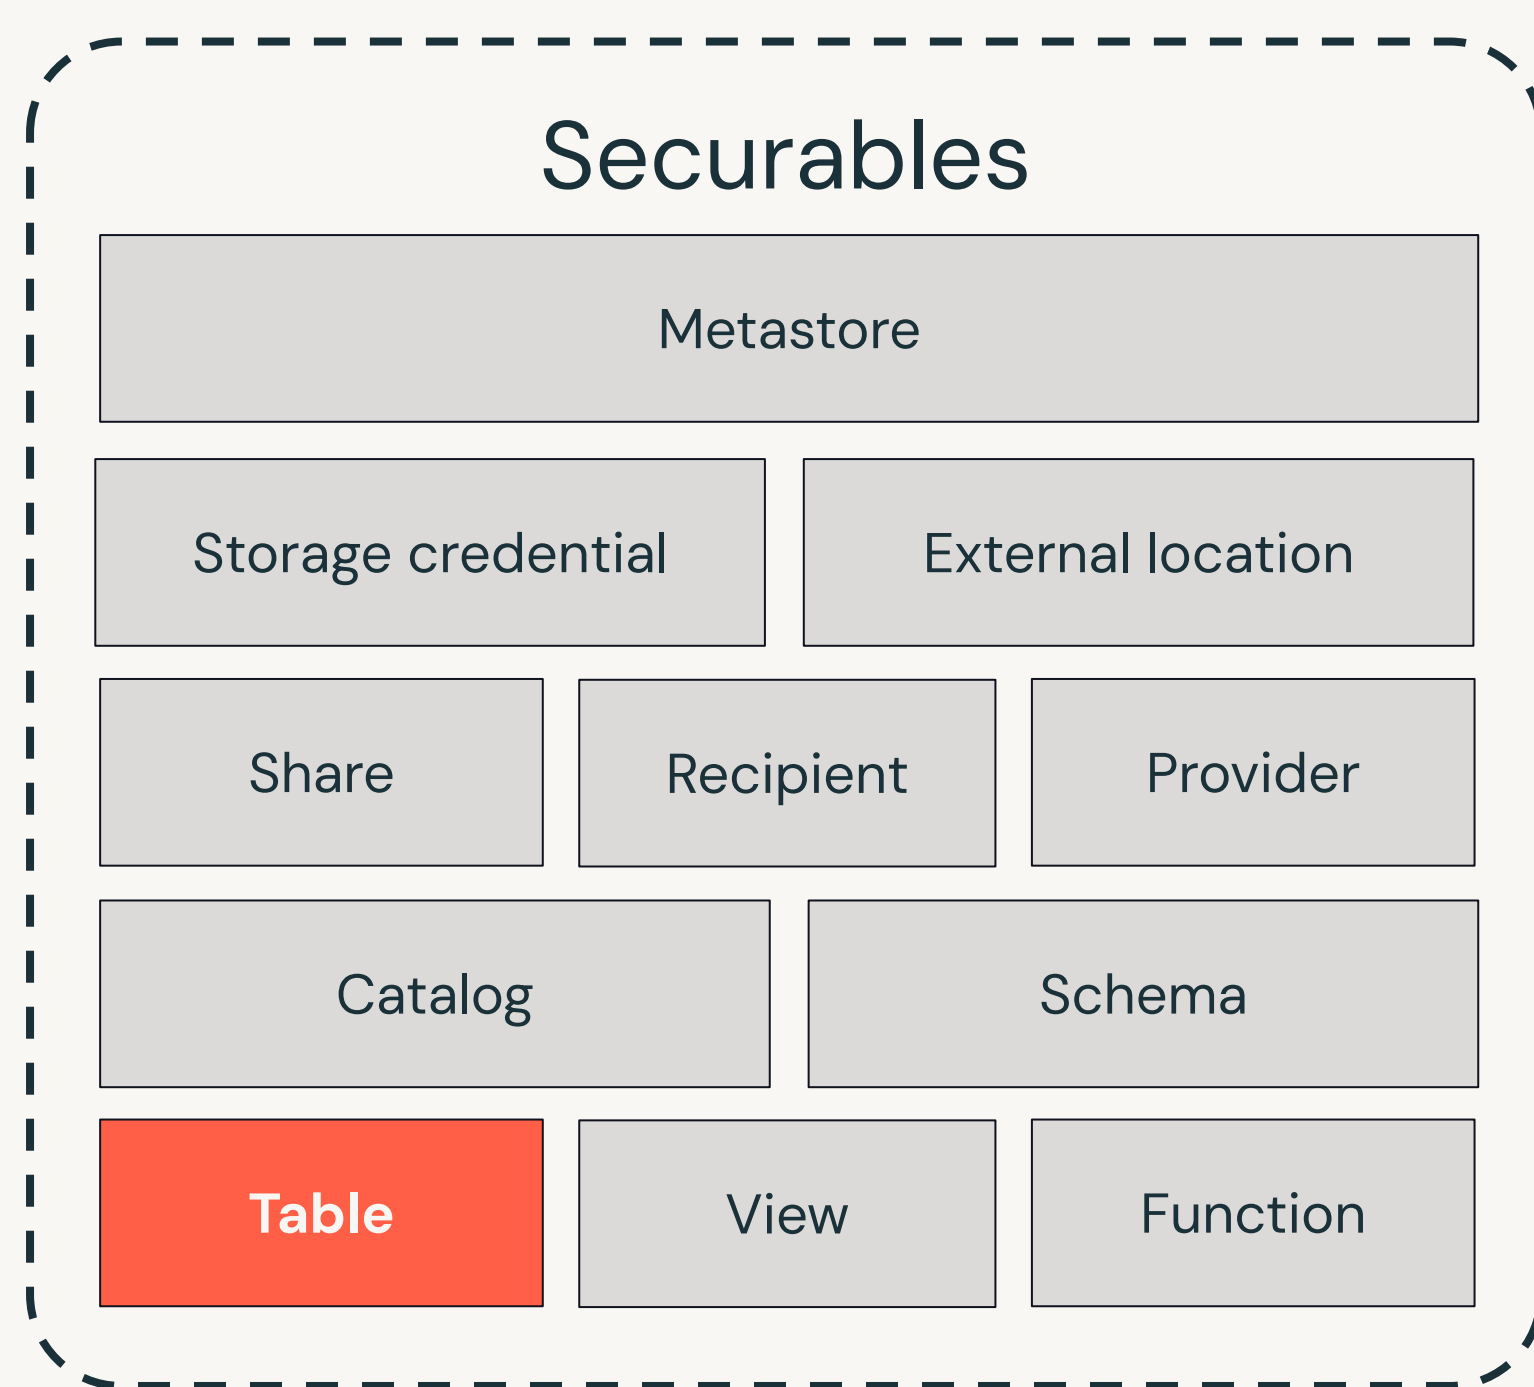 Securables
Metastore
Storage credential
External location
Share
Recipient
Provider
Catalog
Schema
Table
View
Function